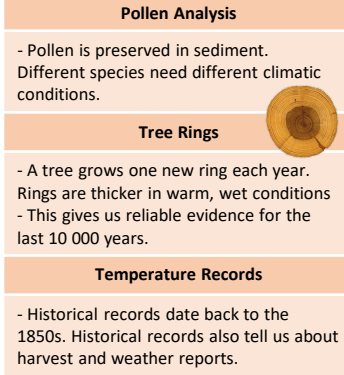 Pollen Analysis
- Pollen is preserved in sediment.
Different species need different climatic
conditions.
Tree Rings
- A tree grows one new ring each year.
Rings are thicker in warm, wet conditions
- This gives us reliable evidence for the
last 10 000 years.
Temperature Records
- Historical records date back to the
1850s. Historical records also tell us about
harvest and weather reports.